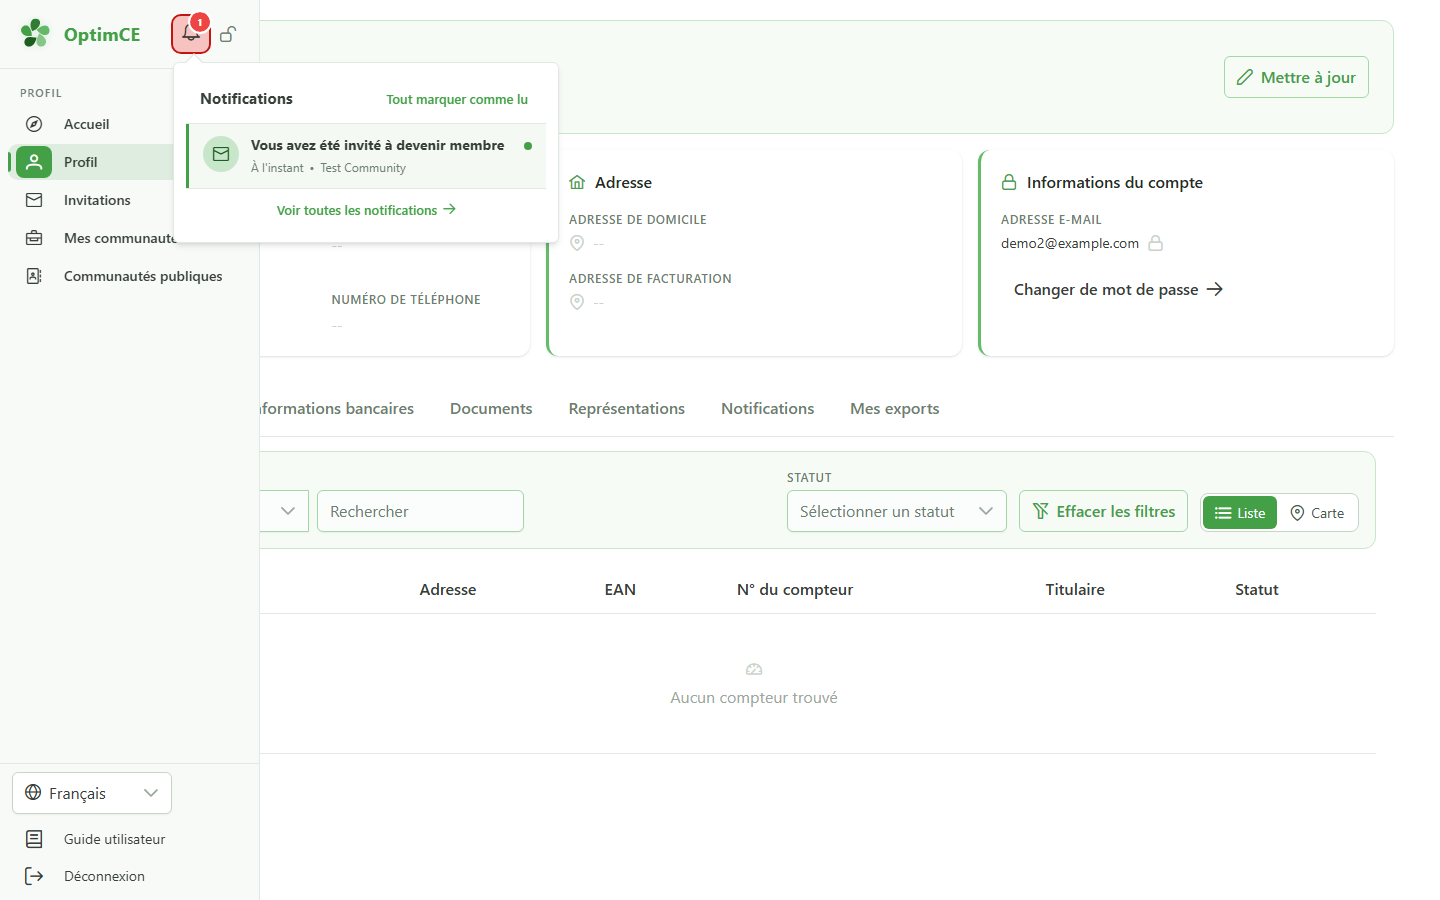 OptimCE
1
PROFIL
Accueil
Profil
Invitations
Mes communaut
Communautés publiques
Notifications
Tout marquer comme lu
Vous avez été invité à devenir membre
À l'instant • Test Community
Voir toutes les notifications
Mettre à jour
--
NUMÉRO DE TÉLÉPHONE
--
Adresse
ADRESSE DE DOMICILE
--
ADRESSE DE FACTURATION
--
Informations du compte
ADRESSE E-MAIL
demo2@example.com
Changer de mot de passe
nformations bancaires
Documents
Représentations
Notifications
Mes exports
Rechercher
STATUT
Sélectionner un statut
Effacer les filtres
Liste
Carte
Adresse
EAN
N° du compteur
Titulaire
Statut
Aucun compteur trouvé
Français
Guide utilisateur
Déconnexion